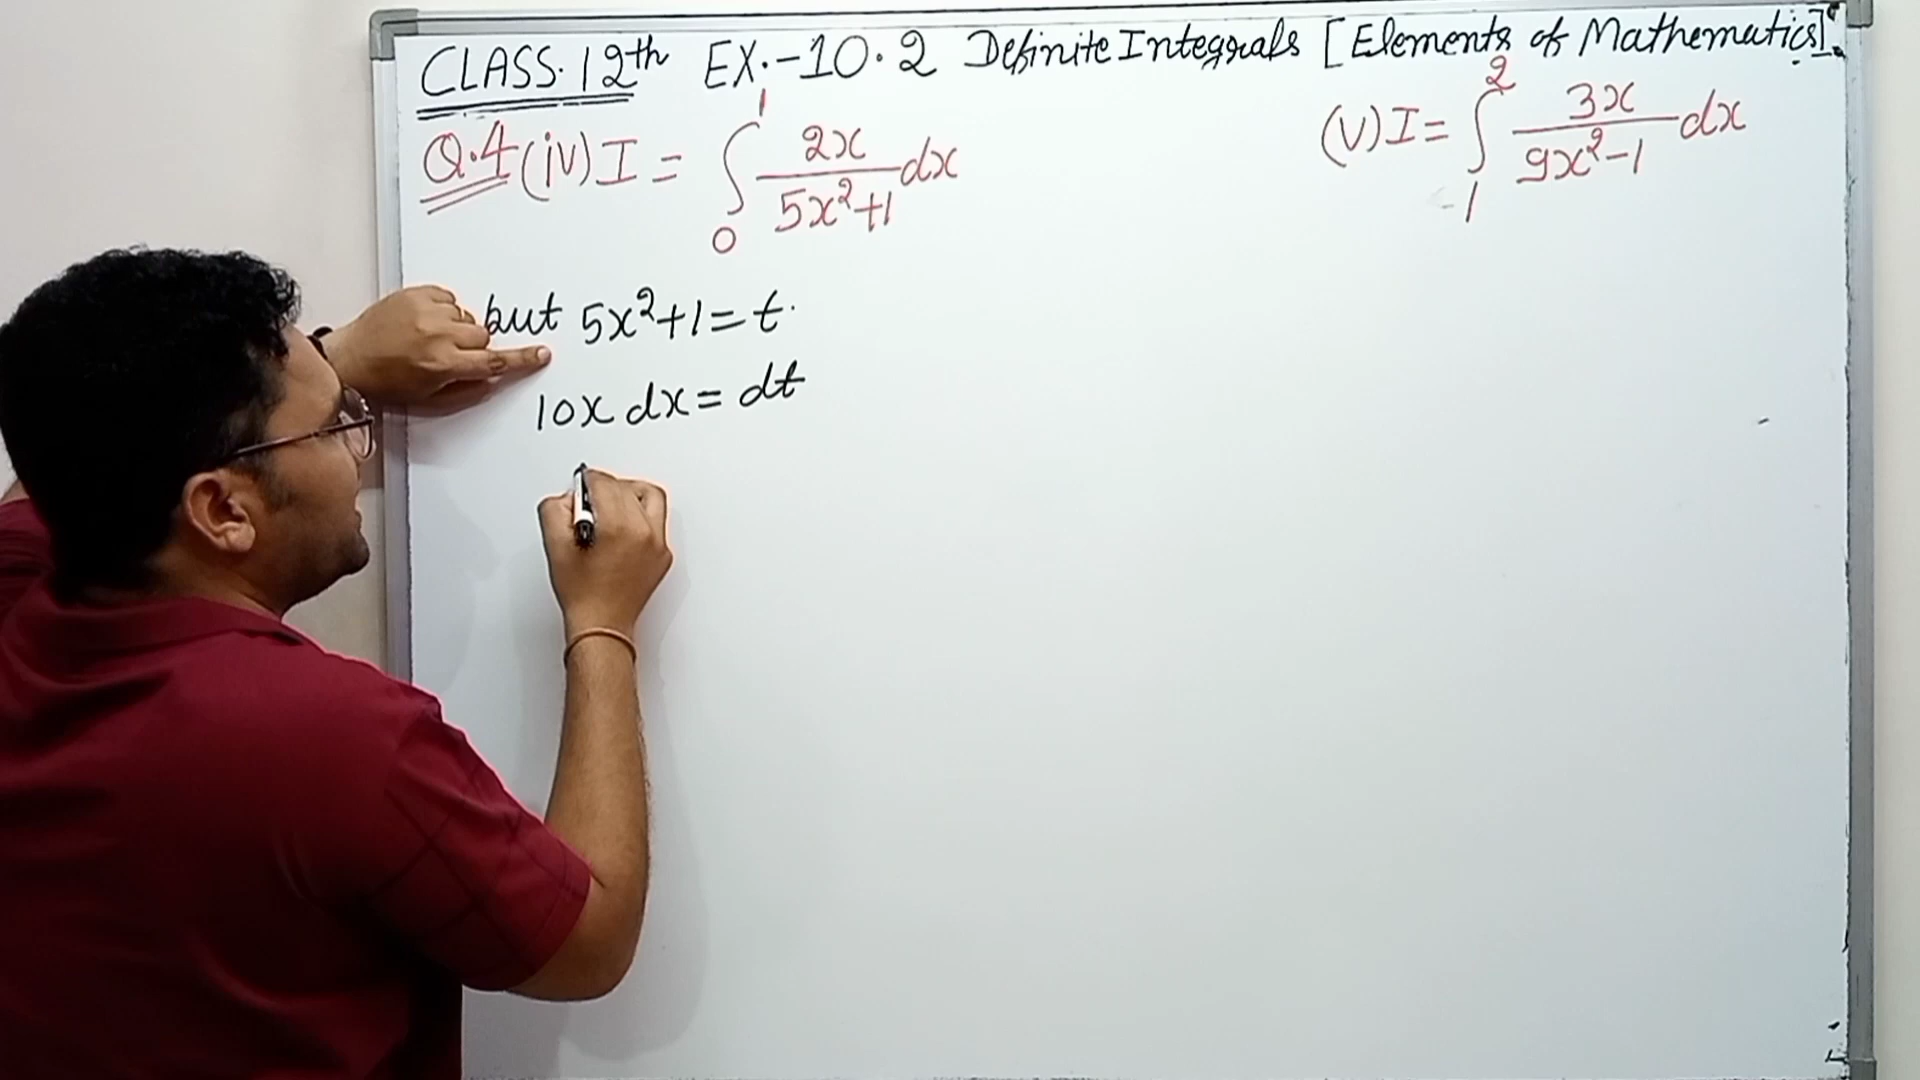 CLASS. 12th EX.-10.2 Definite Integrals [Elements of Mathematics].
Q.4 (iv) I = ∫₀¹ 2x/(5x²+1) dx
(V) I = ∫₋₁² 3x/(9x²-1) dx
but 5x²+1=t.
10x dx = dt